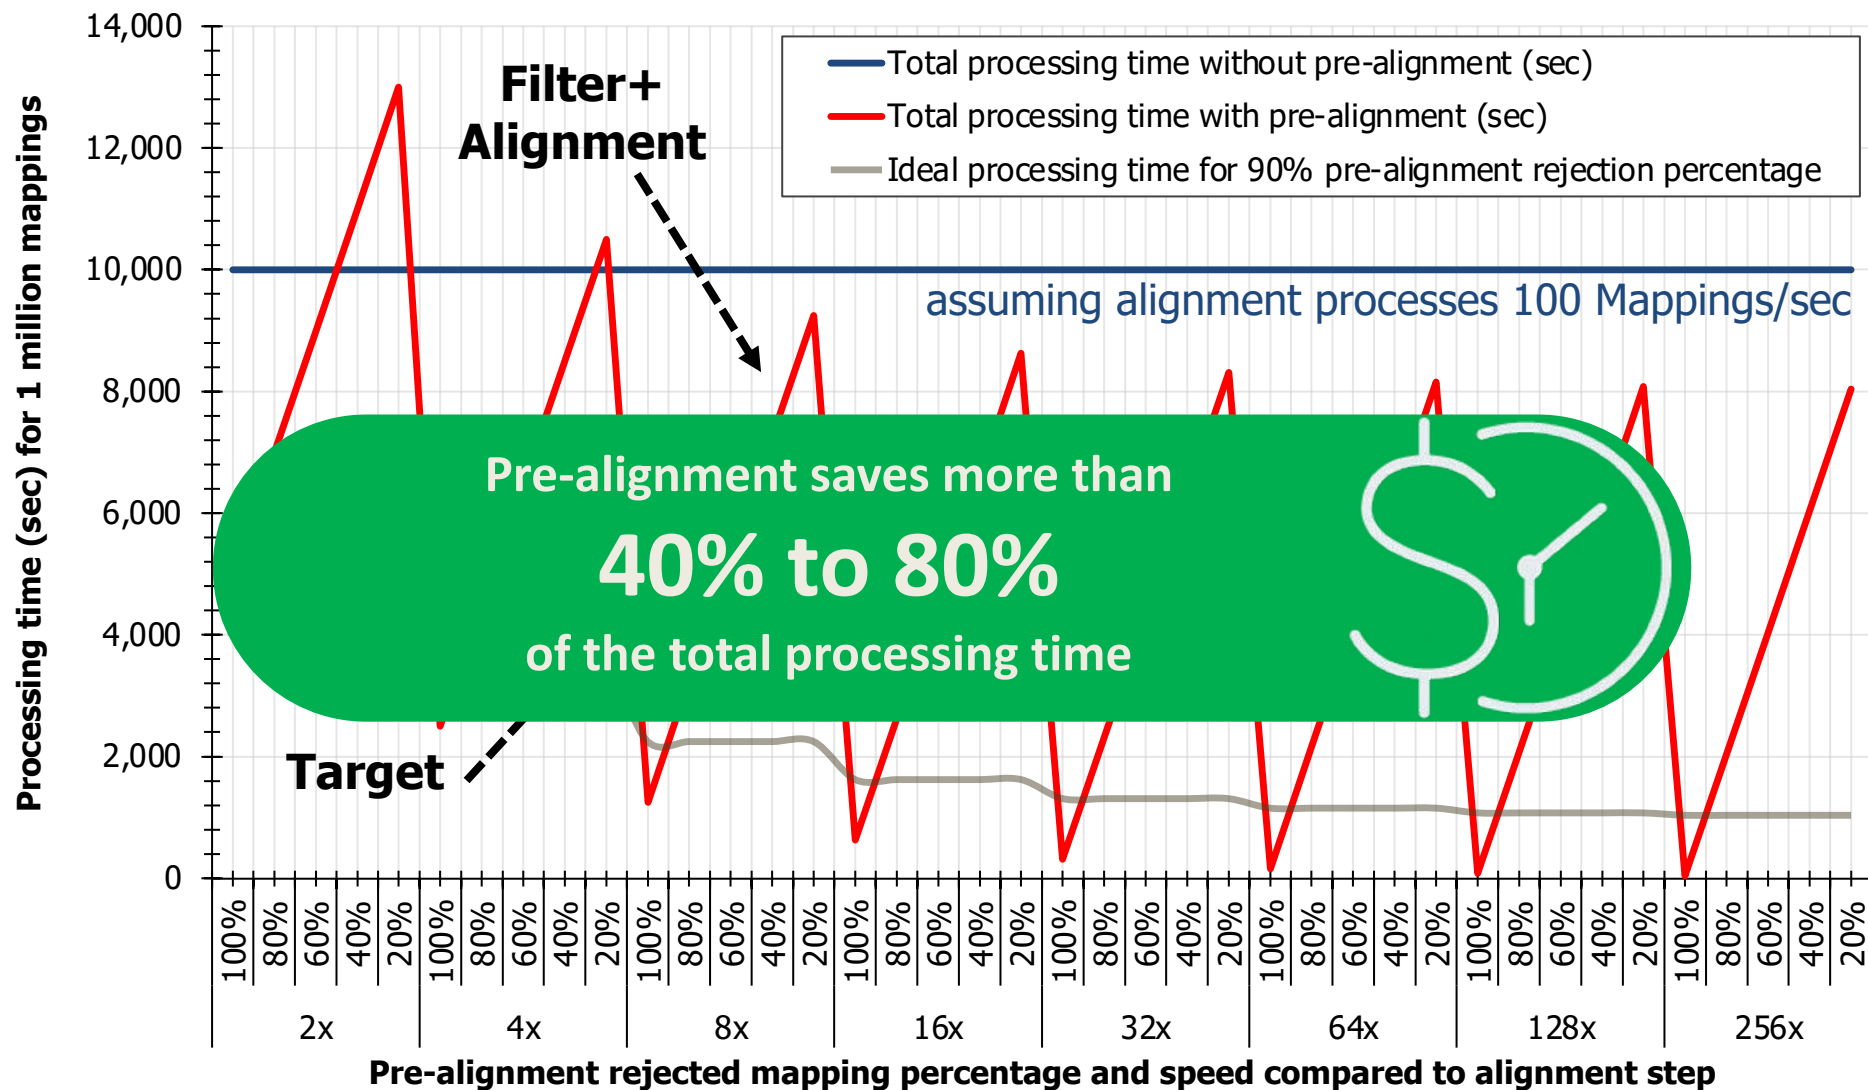 14,000
12,000
10,000
8,000
6,000
4,000
2,000
0
Processing time (sec) for 1 million mappings
Total processing time without pre-alignment (sec)
Total processing time with pre-alignment (sec)
Ideal processing time for 90% pre-alignment rejection percentage
Filter+
Alignment
assuming alignment processes 100 Mappings/sec
Pre-alignment saves more than
40% to 80%
of the total processing time
$
Target
100% 80% 60% 40% 20% 100% 80% 60% 40% 20% 100% 80% 60% 40% 20% 100% 80% 60% 40% 20% 100% 80% 60% 40% 20% 100% 80% 60% 40% 20% 100% 80% 60% 40% 20% 100% 80% 60% 40% 20%
2x 4x 8x 16x 32x 64x 128x 256x
Pre-alignment rejected mapping percentage and speed compared to alignment step